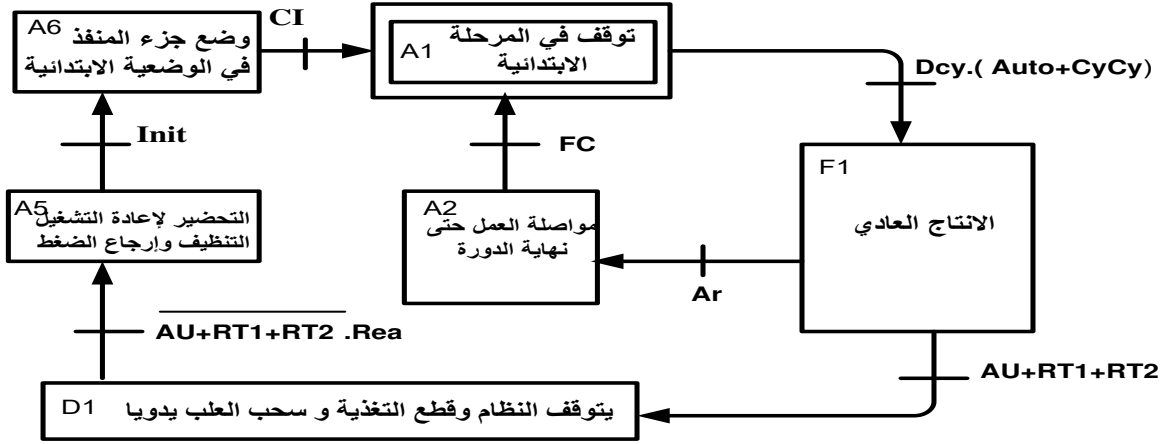 A6
وضع جزء المنفذ
في الوضعية الابتدائية
CI
A1
توقف في المرحلة
الابتدائية
Dcy.( Auto+CyCy)
Init
FC
F1
الانتاج العادي
A5
التحضير لإعادة التشغيل
التنظيف وإرجاع الضغط
A2
مواصلة العمل حتى
نهاية الدورة
Ar
AU+RT1+RT2 .Rea
AU+RT1+RT2
D1
يتوقف النظام وقطع التغذية و سحب العلب يدويا